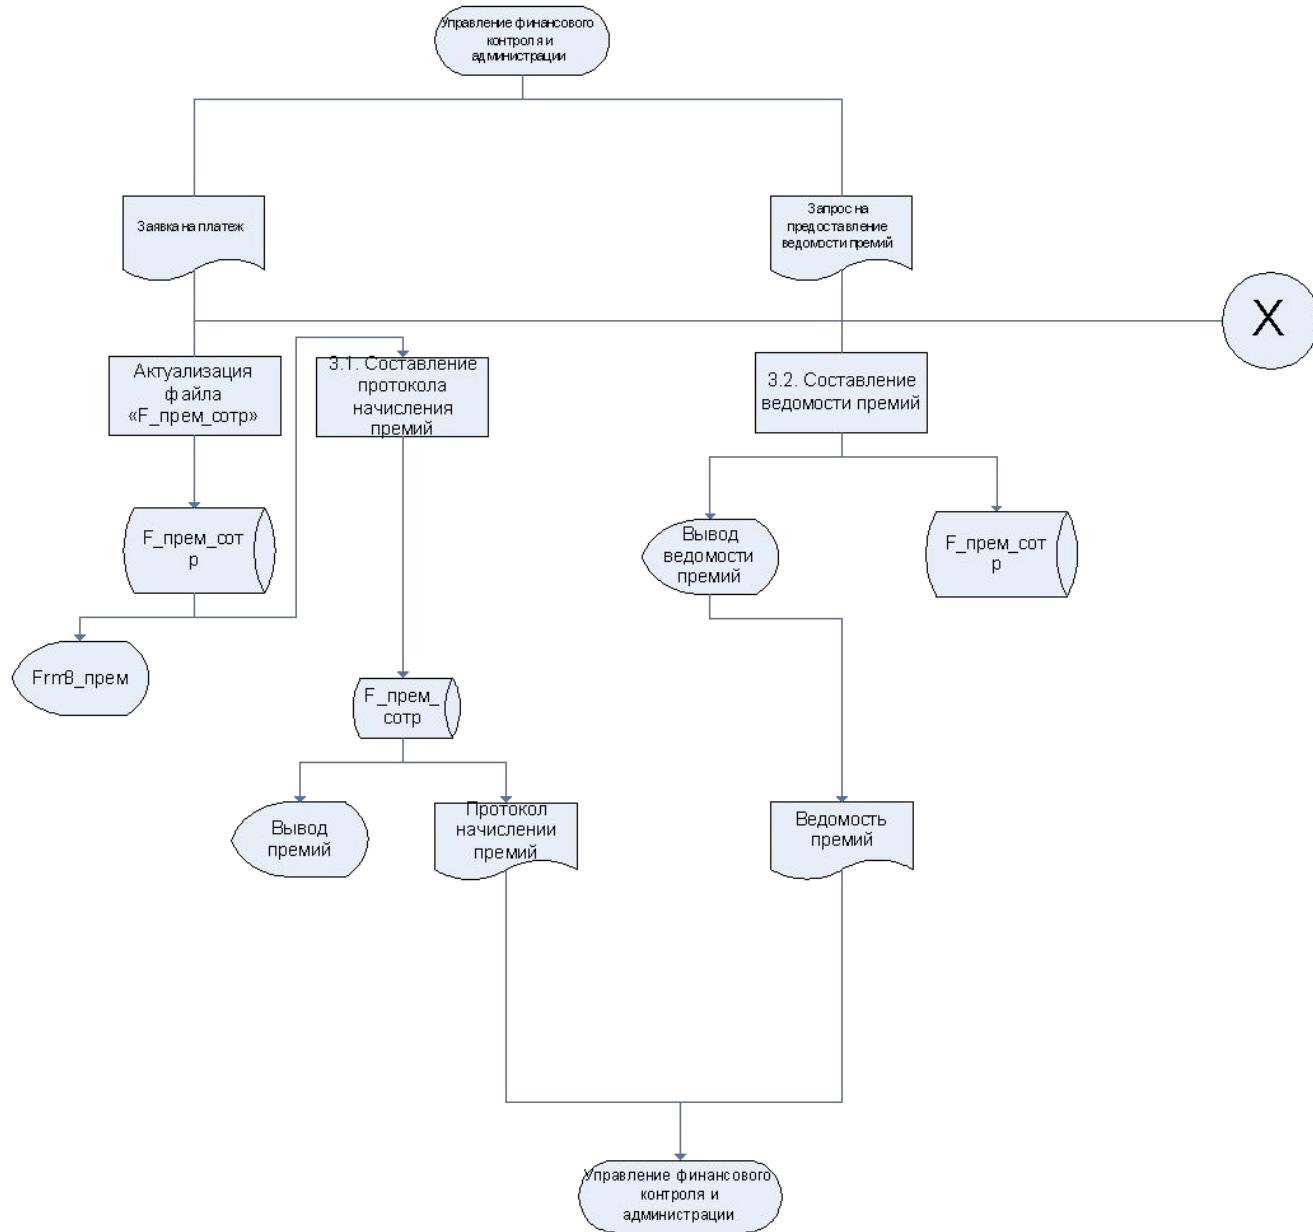 Управление финансового
контроля и
администрации
Заявка на платеж
Запрос на
предоставление
ведомости премий
X
Актуализация
файла
«F_прем_сотр»
3.1. Составление
протокола
начисления
премий
3.2. Составление
ведомости премий
F_прем_сот
р
Вывод
ведомости
премий
F_прем_сот
р
Frm8_прем
F_прем_
сотр
Вывод
премий
Протокол
начислении
премий
Ведомость
премий
Управление финансового
контроля и
администрации